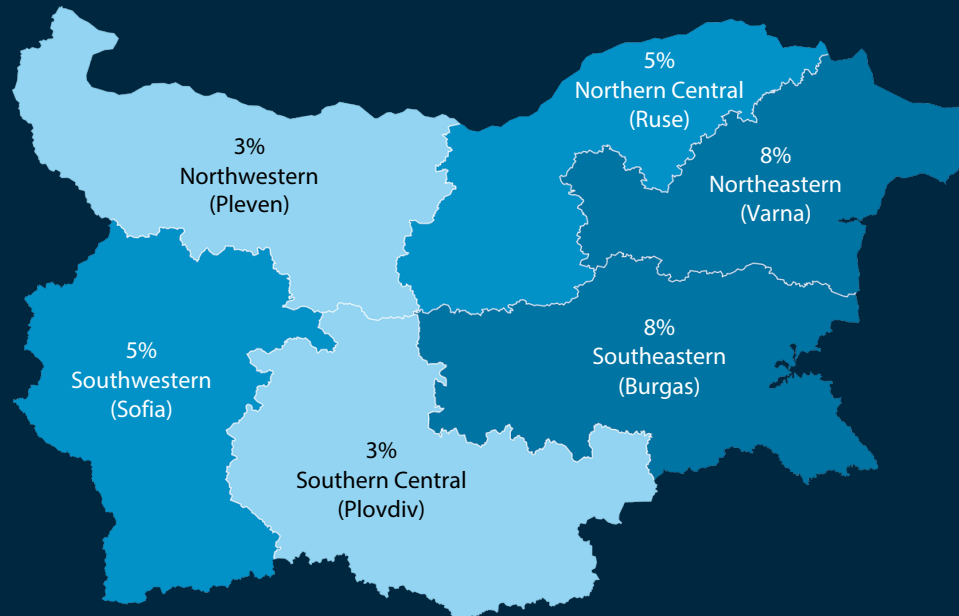 5%
Northern Central
(Ruse)
3%
Northwestern
(Pleven)
8%
Northeastern
(Varna)
5%
Southwestern
(Sofia)
8%
Southeastern
(Burgas)
3%
Southern Central
(Plovdiv)